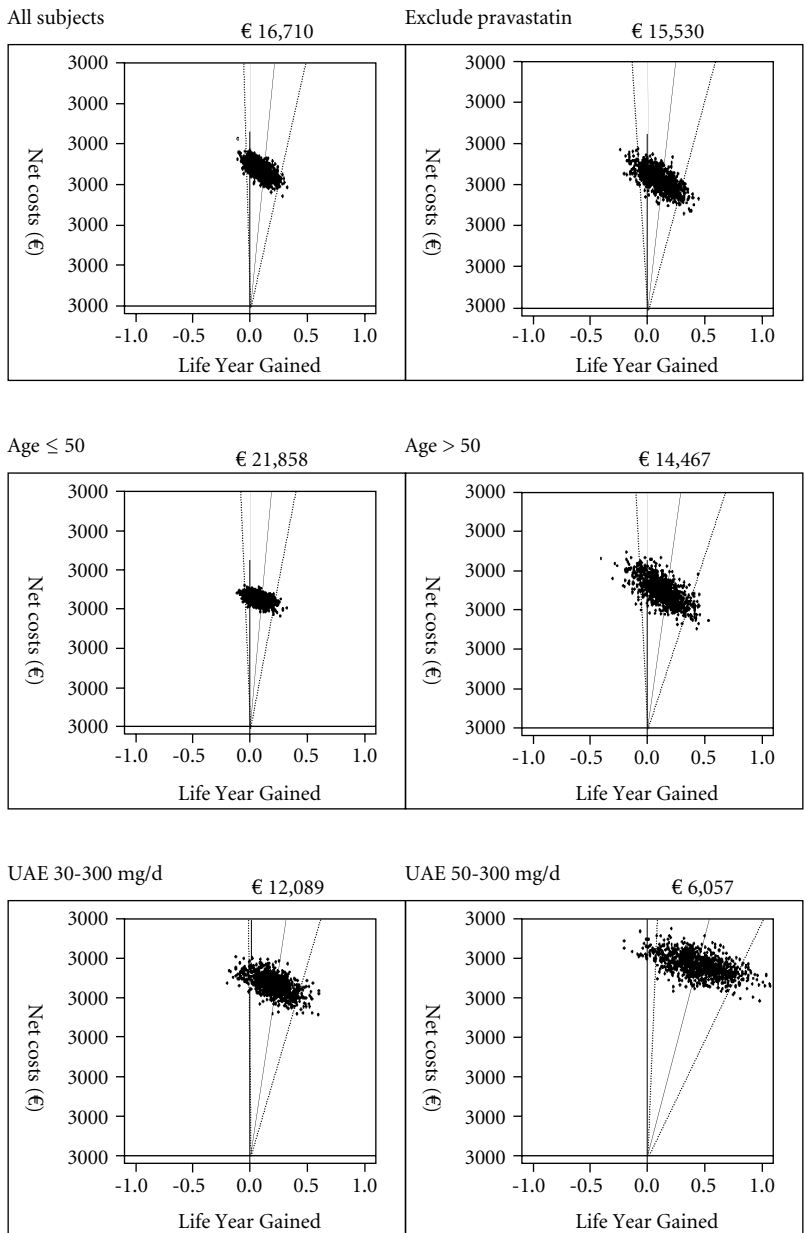 All subjects
€ 16,710
3000
3000
3000
3000
3000
3000
3000
Net costs (€)
-1.0 -0.5 0.0 0.5 1.0
Life Year Gained
Exclude pravastatin
€ 15,530
3000
3000
3000
3000
3000
3000
3000
Net costs (€)
-1.0 -0.5 0.0 0.5 1.0
Life Year Gained
Age ≤ 50
€ 21,858
3000
3000
3000
3000
3000
3000
3000
Net costs (€)
-1.0 -0.5 0.0 0.5 1.0
Life Year Gained
Age > 50
€ 14,467
3000
3000
3000
3000
3000
3000
3000
Net costs (€)
-1.0 -0.5 0.0 0.5 1.0
Life Year Gained
UAE 30-300 mg/d
€ 12,089
3000
3000
3000
3000
3000
3000
3000
Net costs (€)
-1.0 -0.5 0.0 0.5 1.0
Life Year Gained
UAE 50-300 mg/d
€ 6,057
3000
3000
3000
3000
3000
3000
3000
Net costs (€)
-1.0 -0.5 0.0 0.5 1.0
Life Year Gained